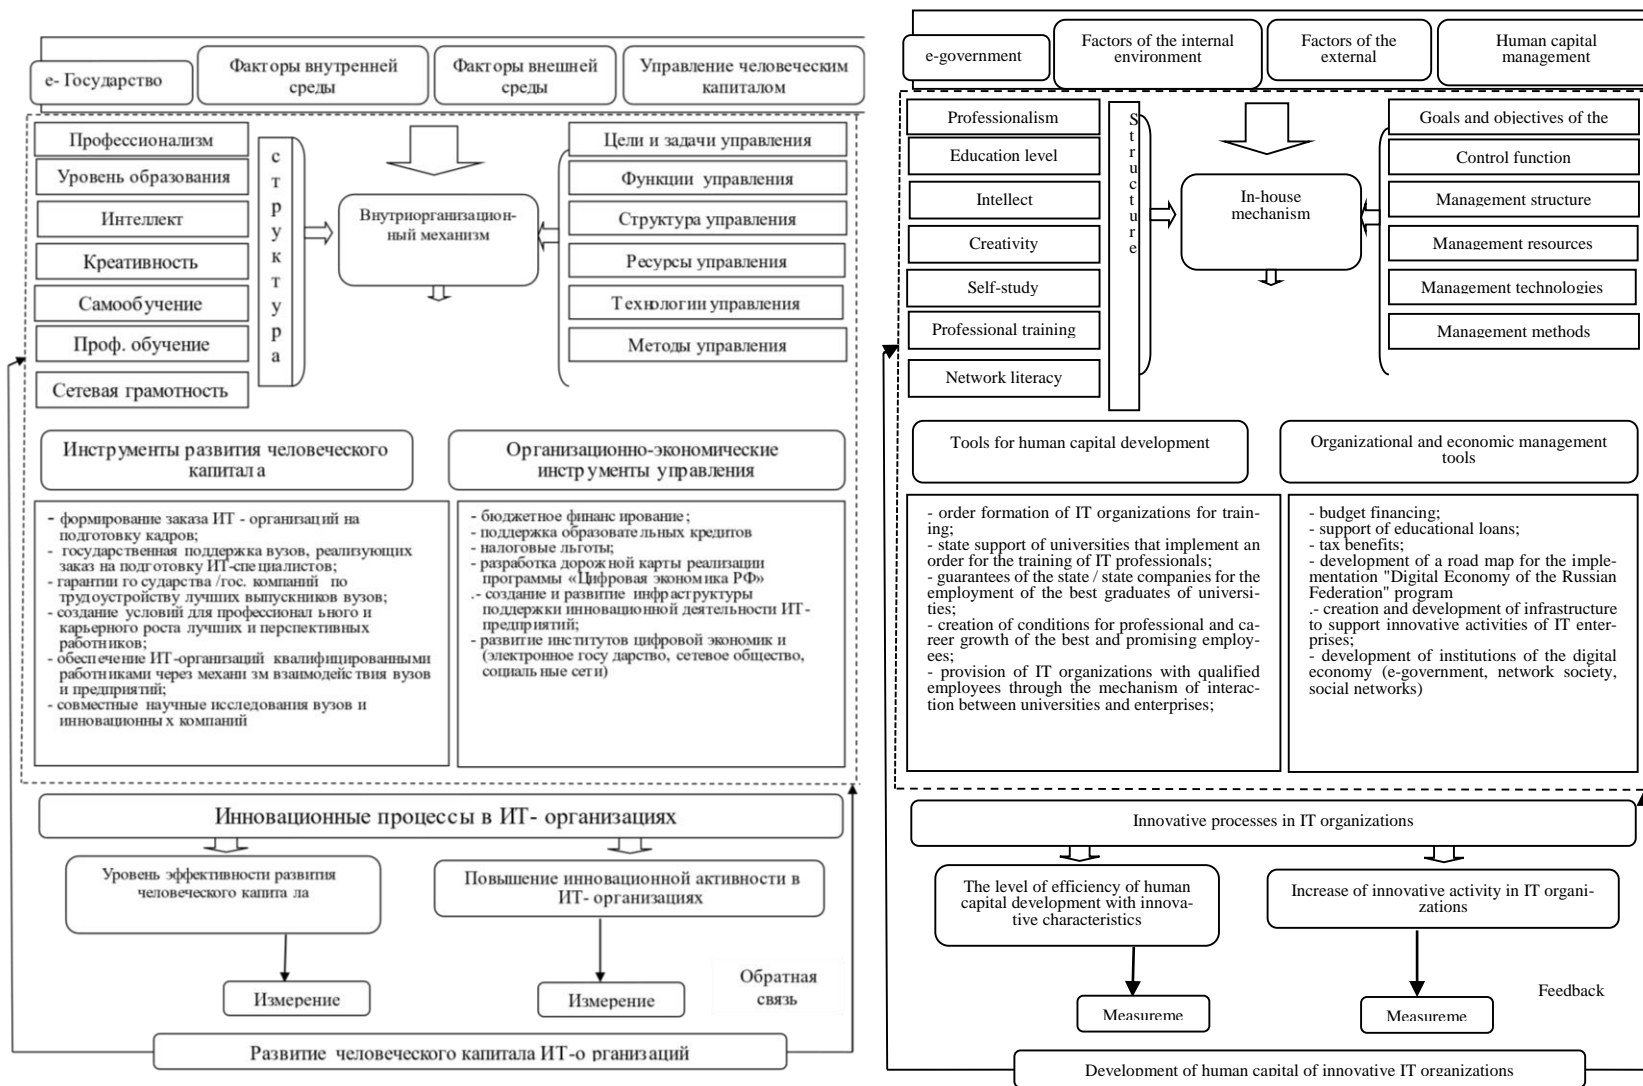 е- Государство
Факторы внутренней
среды
Факторы внешней
среды
Управление человеческим
капиталом
Профессионализм
Уровень образования
Интеллект
Креативность
Самообучение
Проф. обучение
Сетевая грамотность
с
т
р
у
к
т
у
р
а
Внутриорганизацион-
ный механизм
Цели и задачи управления
Функции управления
Структура управления
Ресурсы управления
Технологии управления
Методы управления
Инструменты развития человеческого
капитала
Организационно-экономические
инструменты управления
- формирование заказа ИТ - организаций на
подготовку кадров;
- государственная поддержка вузов, реализующих
заказ на подготовку ИТ-специалистов;
- гарантии го сударства /гос. компаний по
трудоустройству лучших выпускников вузов;
- создание условий для профессионал ьного и
карьерного роста лучших и перспективных
работников;
- обеспечение ИТ-организаций квалифицированными
работниками через механи зм взаимодействия вузов
и предприятий;
- совместные научные исследования вузов и
инновационны х компаний
- бюджетное финанс ирование;
- поддержка образовате льных кредитов
- налоговые льготы;
- разработка дорожной карты реализации
программы «Цифровая экономика РФ»
.- создание и развитие инфраструктуры
поддержки инновационной деятельности ИТ-
предприятий;
- развитие институтов цифровой экономик и
(электронное госу дарство, сетевое общество,
социаль ные сети)
Инновационные процессы в ИТ- организациях
Уровень эффективности развития
человеческого капита ла
Повышение инновационной активности в
ИТ- организациях
Измерение
Измерение
Обратная
связь
Развитие человеческого капитала ИТ-о рганизаций
e-government
Factors of the internal
environment
Factors of the
external
Human capital
management
Professionalism
Education level
Intellect
Creativity
Self-study
Professional training
Network literacy
S
t
r
u
c
t
u
r
e
In-house
mechanism
Goals and objectives of the
Control function
Management structure
Management resources
Management technologies
Management methods
Tools for human capital development
Organizational and economic management
tools
- order formation of IT organizations for train-
ing;
- state support of universities that implement an
order for the training of IT professionals;
- guarantees of the state / state companies for the
employment of the best graduates of universi-
ties;
- creation of conditions for professional and ca-
reer growth of the best and promising employ-
ees;
- provision of IT organizations with qualified
employees through the mechanism of interac-
tion between universities and enterprises;
- budget financing;
- support of educational loans;
- tax benefits;
- development of a road map for the imple-
mentation "Digital Economy of the Russian
Federation" program
.- creation and development of infrastructure
to support innovative activities of IT enter-
prises;
- development of institutions of the digital
economy (e-government, network society,
social networks)
Innovative processes in IT organizations
The level of efficiency of human
capital development with innova-
tive characteristics
Increase of innovative activity in IT organi-
zations
Measureme
Measureme
Feedback
Development of human capital of innovative IT organizations